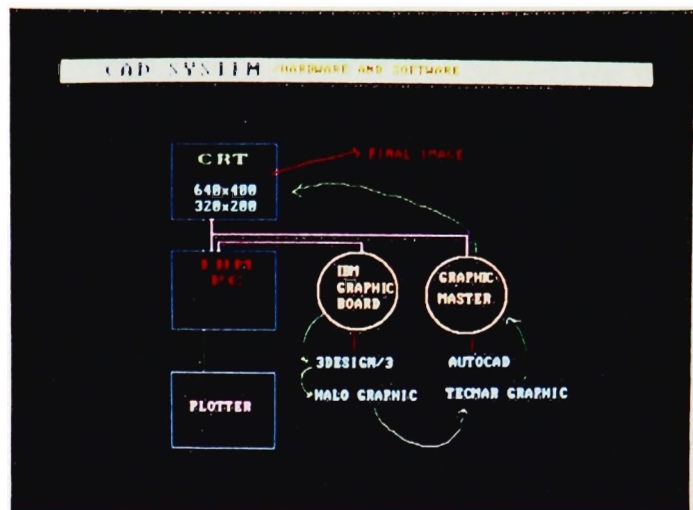 CAD SYSTEM /HARDWARE AND SOFTWARE
CRT
FINAL IMAGE
640x400
320x200
IBM
PC
IBM
GRAPHIC
BOARD
GRAPHIC
MASTER
3DESIGN/3
AUTOCAD
HALO GRAPHIC
TECMAR GRAPHIC
PLOTTER